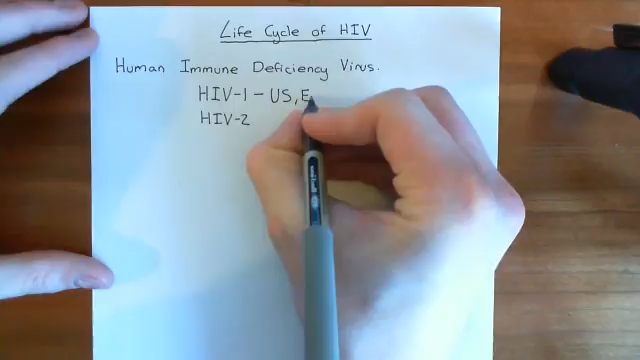 Life Cycle of HIV
Human Immune Deficiency Virus.
HIV-1 – US, E
HIV-2